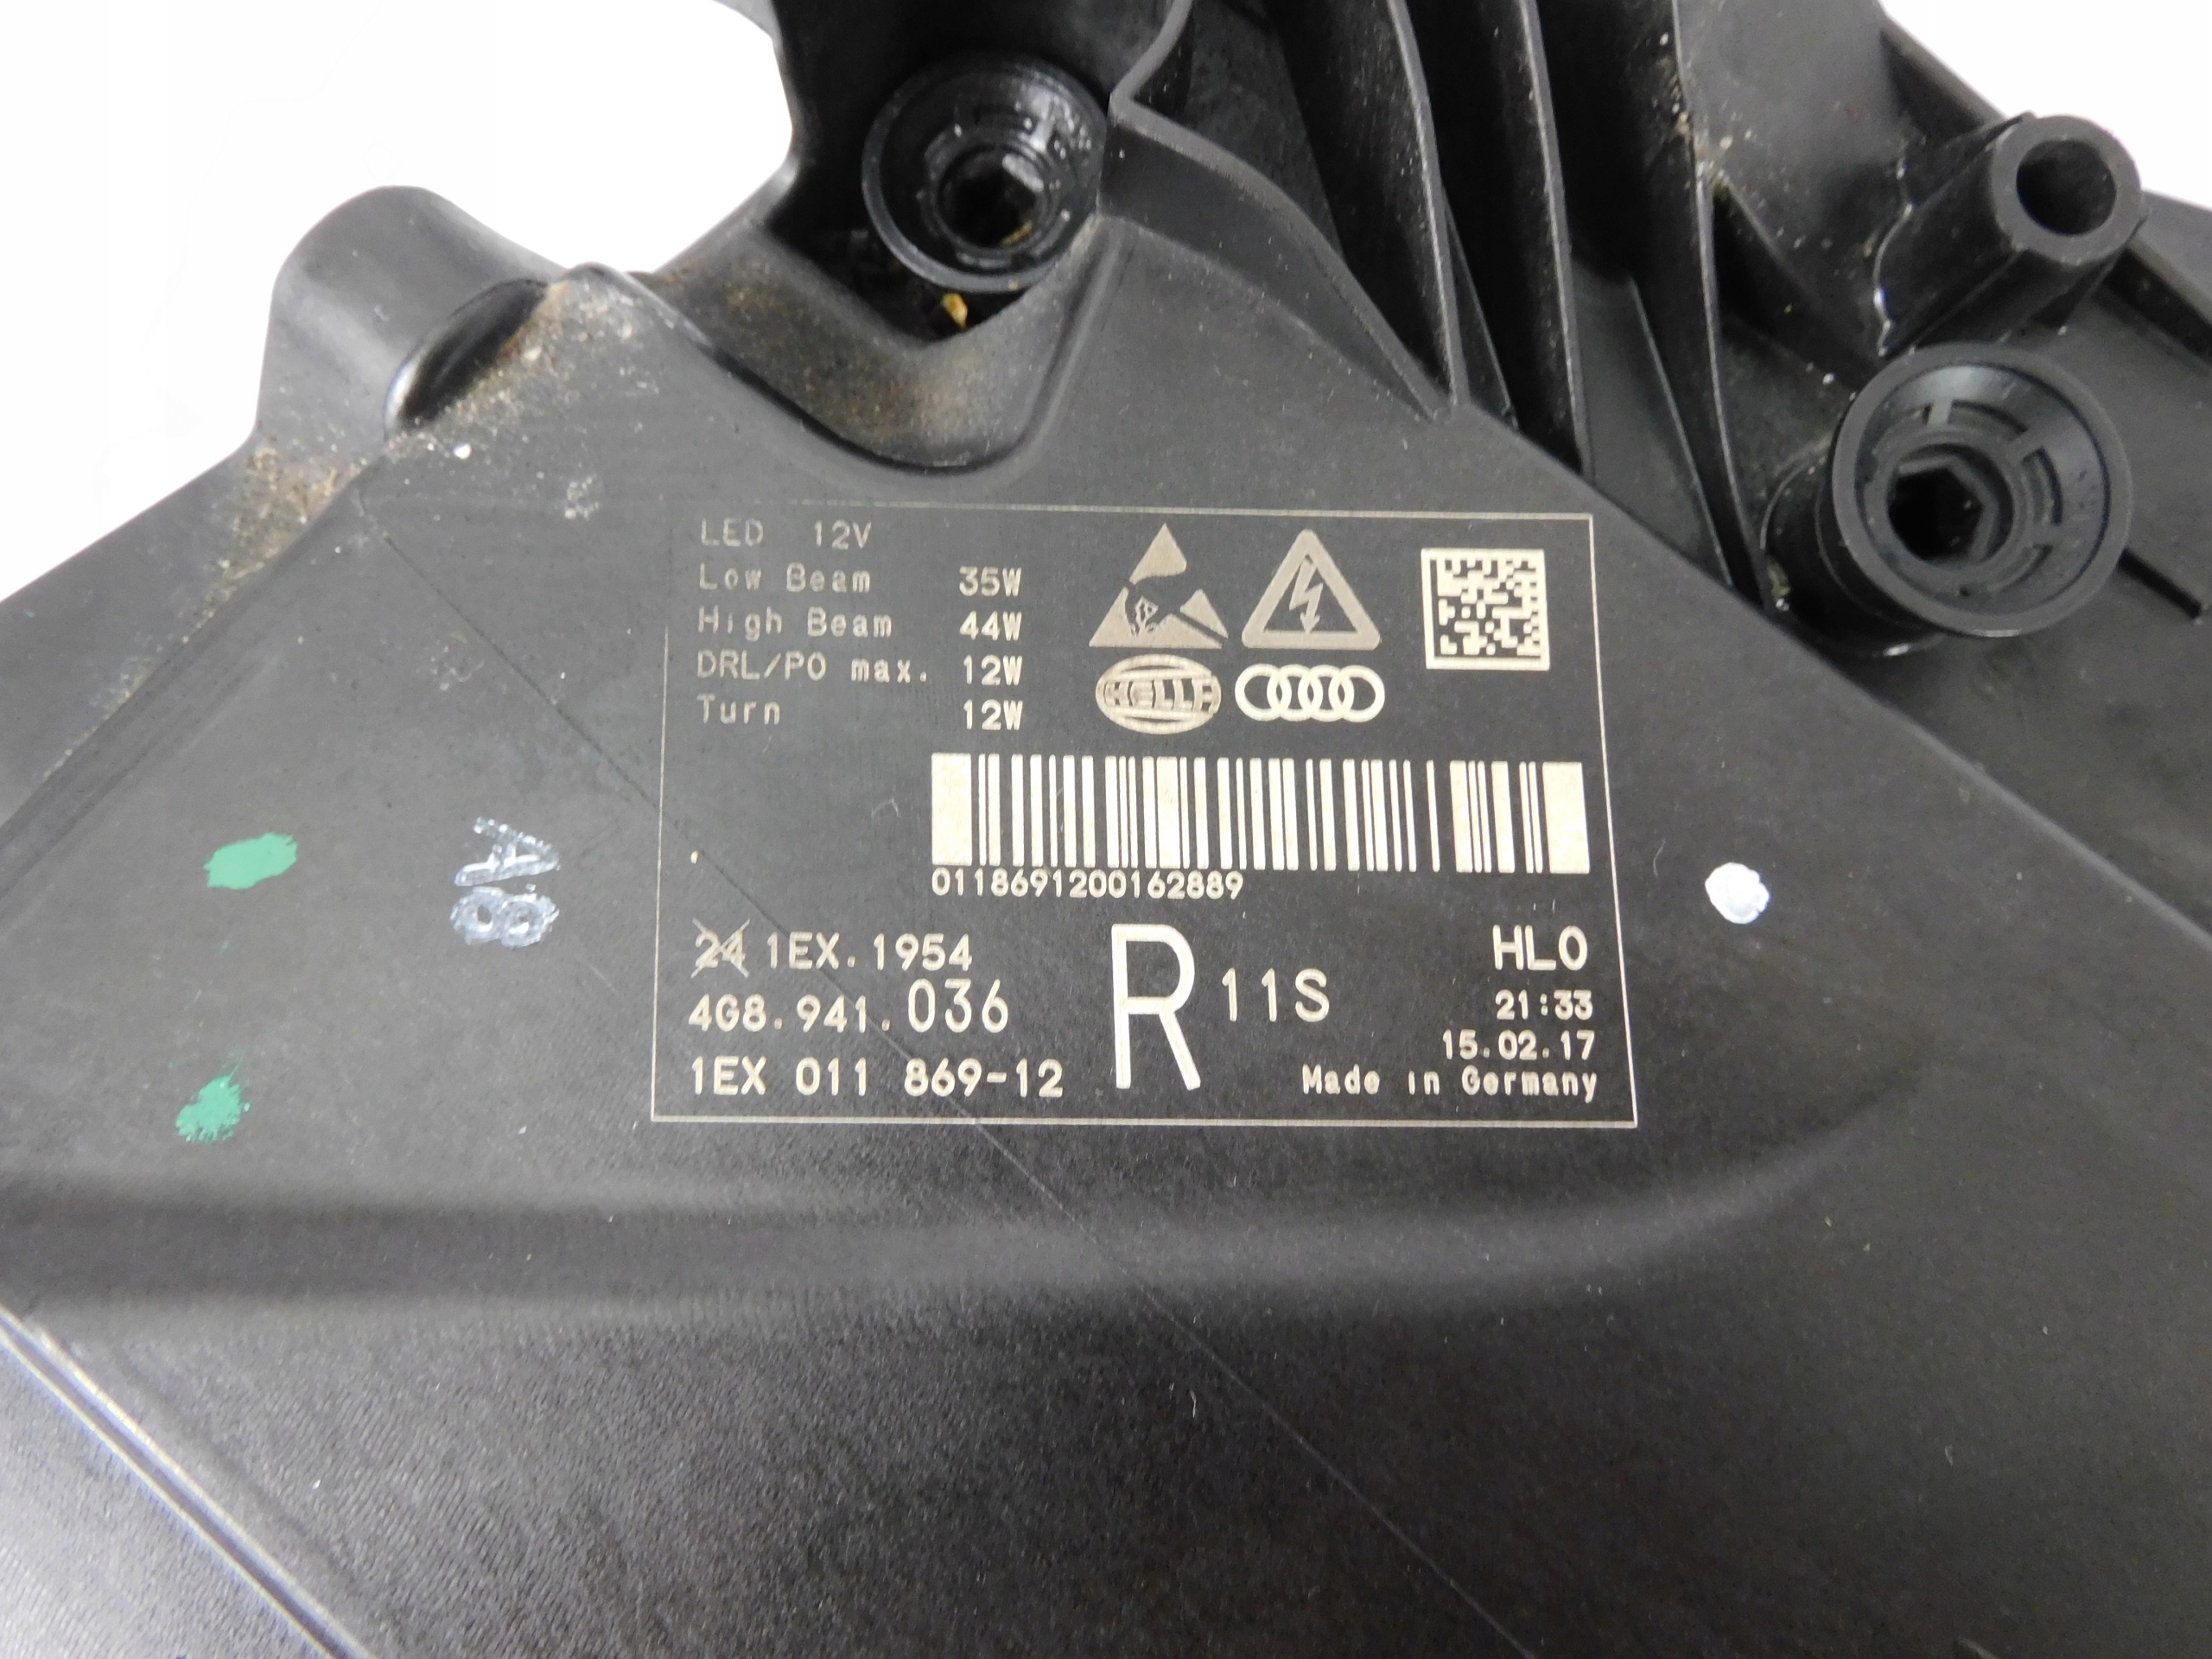 LED 12V
Low Beam 35W
High Beam 44W
DRL/PO max. 12W
Turn 12W
HELLA
0118691200162889
A8
24 1EX.1954
4G8.941.036
1EX 011 869-12
R 11S
HLO
21:33
15.02.17
Made in Germany